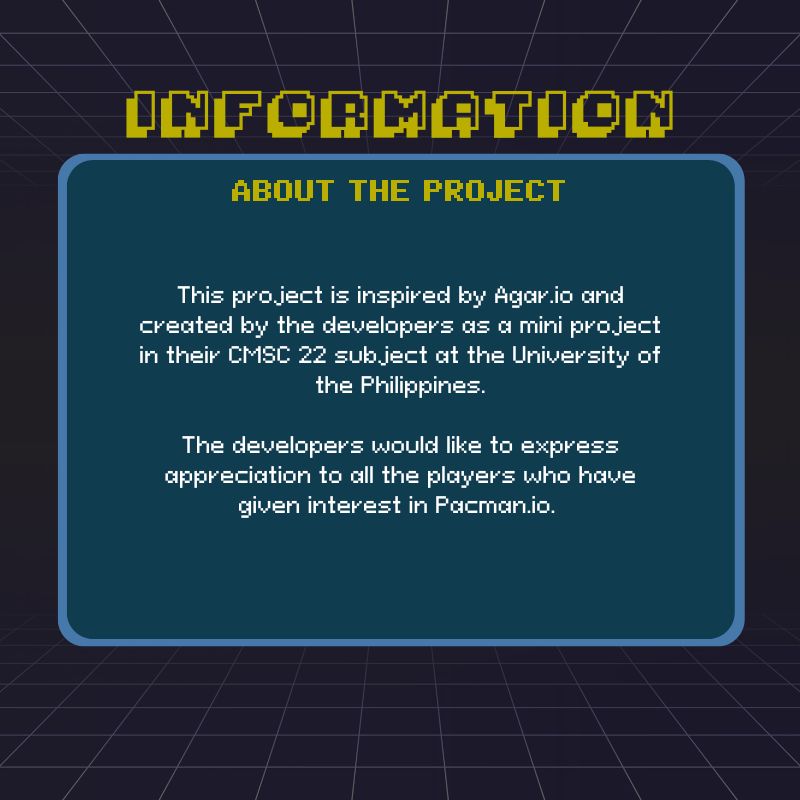 INFORMATION
ABOUT THE PROJECT
This project is inspired by Agar.io and
created by the developers as a mini project
in their CMSC 22 subject at the University of
the Philippines.
The developers would like to express
appreciation to all the players who have
given interest in Pacman.io.